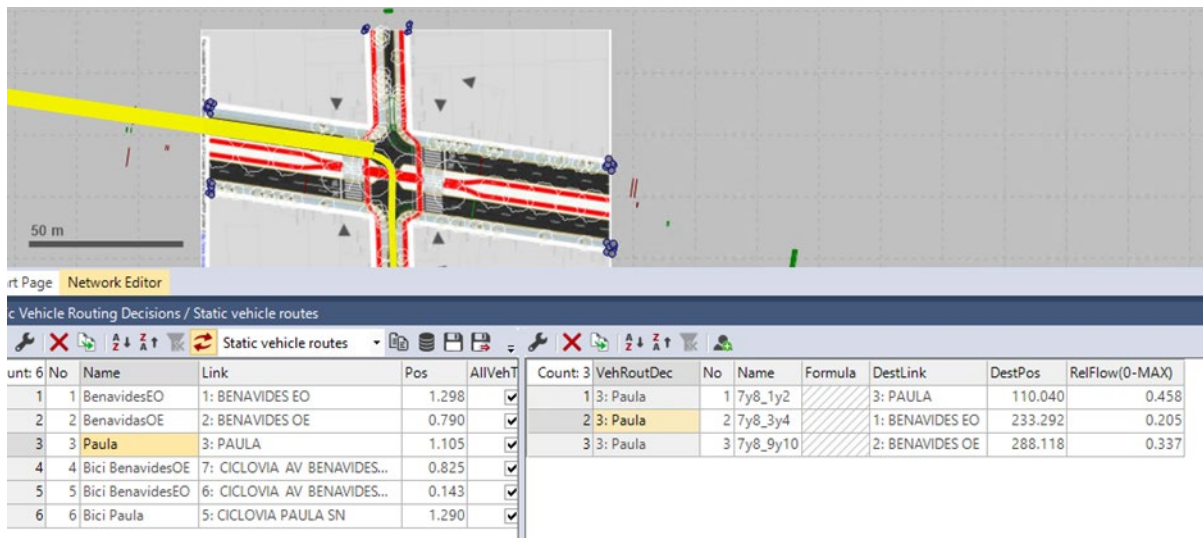 50 m
rt Page Network Editor
c Vehicle Routing Decisions / Static vehicle routes
Static vehicle routes
unt: 6 No Name Link Pos AllVehT
1 1 BenavidesEO 1: BENAVIDES EO 1.298
2 2 BenavidasOE 2: BENAVIDES OE 0.790
3 3 Paula 3: PAULA 1.105
4 4 Bici BenavidesOE 7: CICLOVIA AV BENAVIDES... 0.825
5 5 Bici BenavidesEO 6: CICLOVIA AV BENAVIDES... 0.143
6 6 Bici Paula 5: CICLOVIA PAULA SN 1.290
Count: 3 VehRoutDec No Name Formula DestLink DestPos RelFlow(0-MAX)
1 3: Paula 1 7y8_1y2 3: PAULA 110.040 0.458
2 3: Paula 2 7y8_3y4 1: BENAVIDES EO 233.292 0.205
3 3: Paula 3 7y8_9y10 2: BENAVIDES OE 288.118 0.337